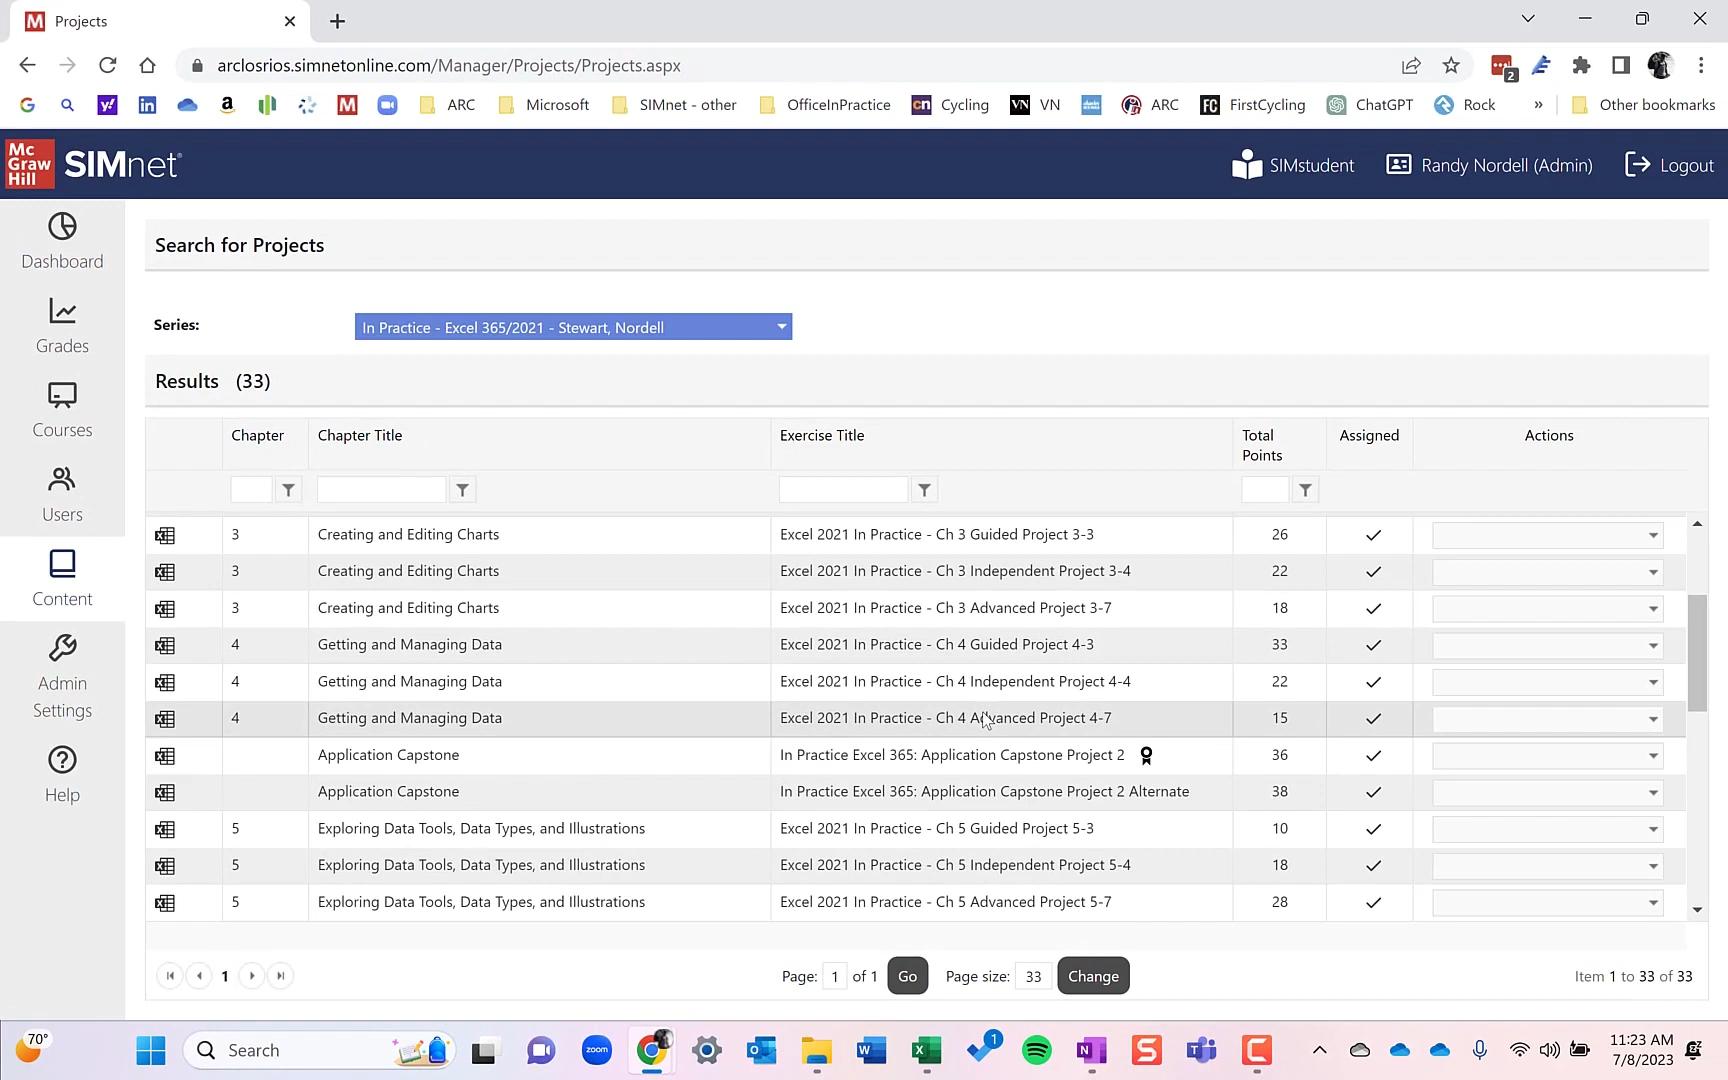 Projects
arclosrios.simnetonline.com/Manager/Projects/Projects.aspx
2
ARC
Microsoft
SIMnet - other
OfficeInPractice
cn Cycling
VN VN
ARC
FC FirstCycling
ChatGPT
Rock
»
Other bookmarks
Mc Graw Hill
SIMnet
SIMstudent
Randy Nordell (Admin)
Logout
Dashboard
Grades
Courses
Users
Content
Admin Settings
Help
Search for Projects
Series:
In Practice - Excel 365/2021 - Stewart, Nordell
Results (33)
Chapter Chapter Title Exercise Title Total Points Assigned Actions
3 Creating and Editing Charts Excel 2021 In Practice - Ch 3 Guided Project 3-3 26
3 Creating and Editing Charts Excel 2021 In Practice - Ch 3 Independent Project 3-4 22
3 Creating and Editing Charts Excel 2021 In Practice - Ch 3 Advanced Project 3-7 18
4 Getting and Managing Data Excel 2021 In Practice - Ch 4 Guided Project 4-3 33
4 Getting and Managing Data Excel 2021 In Practice - Ch 4 Independent Project 4-4 22
4 Getting and Managing Data Excel 2021 In Practice - Ch 4 Advanced Project 4-7 15
Application Capstone In Practice Excel 365: Application Capstone Project 2 36
Application Capstone In Practice Excel 365: Application Capstone Project 2 Alternate 38
5 Exploring Data Tools, Data Types, and Illustrations Excel 2021 In Practice - Ch 5 Guided Project 5-3 10
5 Exploring Data Tools, Data Types, and Illustrations Excel 2021 In Practice - Ch 5 Independent Project 5-4 18
5 Exploring Data Tools, Data Types, and Illustrations Excel 2021 In Practice - Ch 5 Advanced Project 5-7 28
1 Page: 1 of 1 Go Page size: 33 Change Item 1 to 33 of 33
70°
Search
zoom
1
11:23 AM
7/8/2023